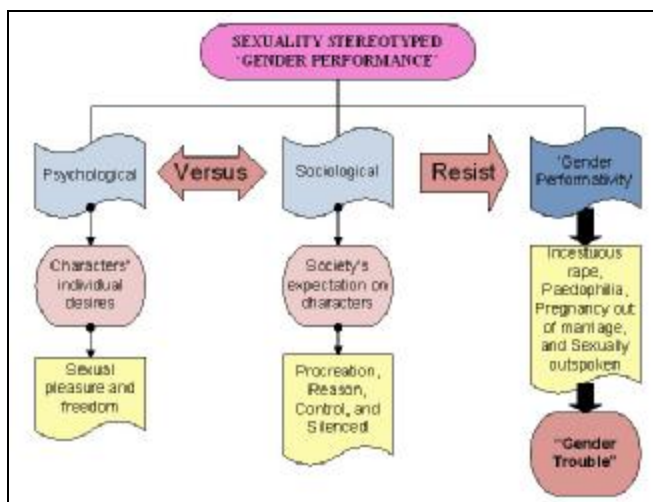 SEXUALITY STEREOTYPED
'GENDER PERFORMANCE'
Psychological
Versus
Sociological
Resist
'Gender
Performativity'
Characters'
individual
desires
Society's
expectation on
characters
Incestuous
rape,
Paedophilia,
Pregnancy out
of marriage,
and Sexually
outspoken
Sexual
pleasure and
freedom
Procreation,
Reason,
Control, and
Silenced
"Gender
Trouble"